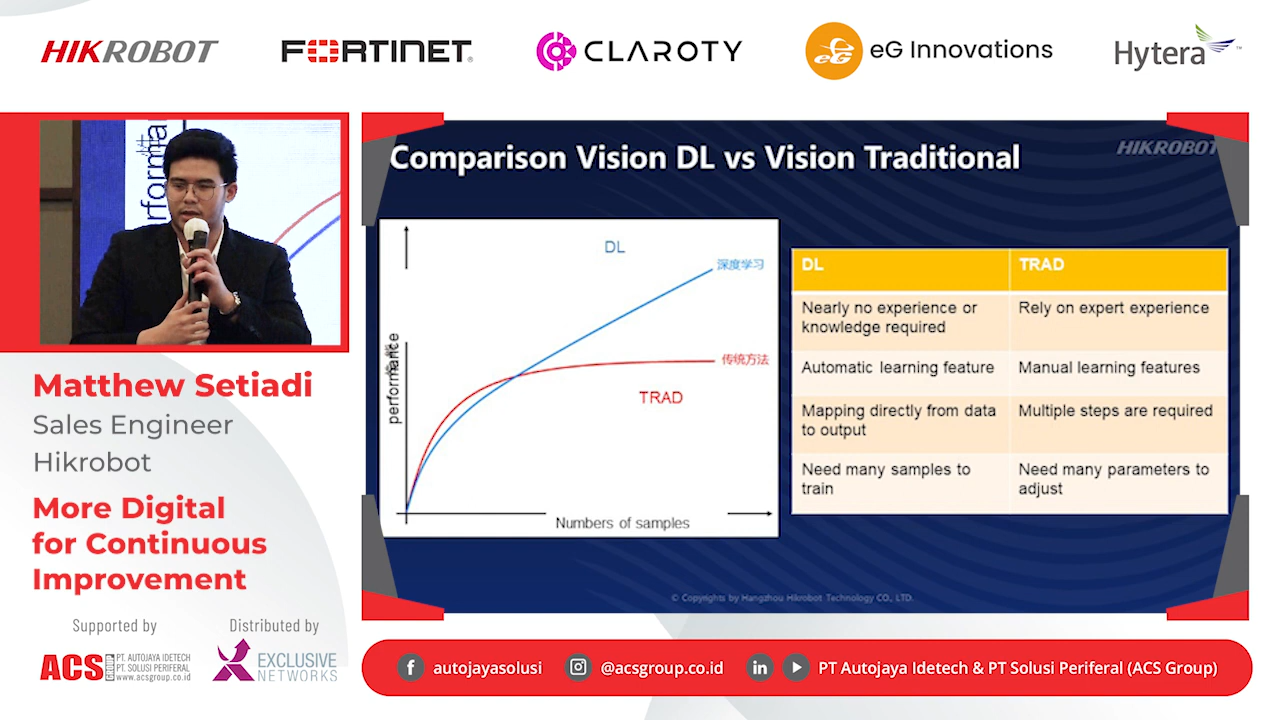 HIKROBOT
FORTINET
CLAROTY
eG Innovations
Hytera
rforma
Matthew Setiadi
Sales Engineer
Hikrobot
More Digital
for Continuous
Improvement
Supported by
Distributed by
ACS
PT. AUTOJAYA IDETECH
PT. SOLUSI PERIFERAL
www.acsgroup.co.id
EXCLUSIVE
NETWORKS
Comparison Vision DL vs Vision Traditional
HIKROBOT
DL
深度学习
传统方法
TRAD
performance
Numbers of samples
DL
TRAD
Nearly no experience or
knowledge required
Rely on expert experience
Automatic learning feature
Manual learning features
Mapping directly from data
to output
Multiple steps are required
Need many samples to
train
Need many parameters to
adjust
© Copyrights by Hangzhou Hikrobot Technology CO., LTD.
autojayasolusi
@acsgroup.co.id
PT Autojaya Idetech & PT Solusi Periferal (ACS Group)